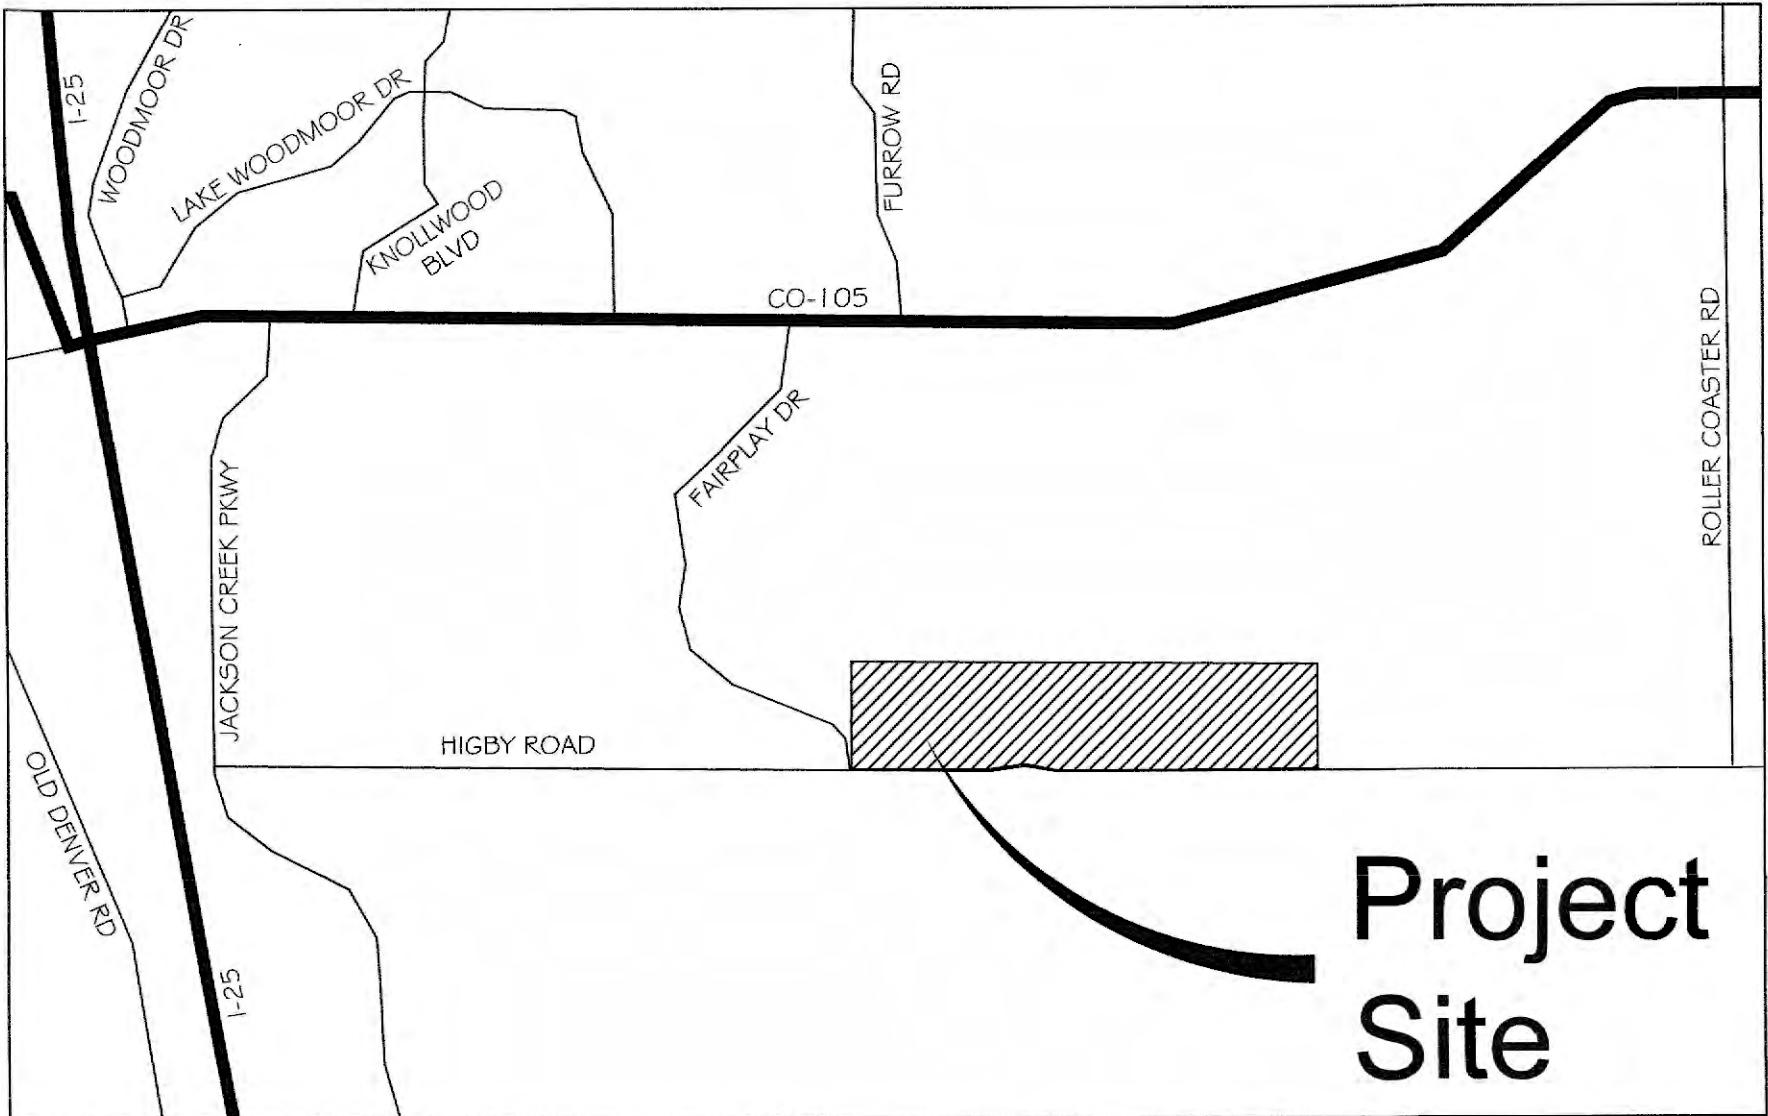 I-25
WOODMOOR DR
LAKE WOODMOOR DR
KNOLLWOOD
BLVD
FURROW RD
CO-105
ROLLER COASTER RD
FAIRPLAY DR
JACKSON CREEK PKWY
HIGBY ROAD
OLD DENVER RD
I-25
Project
Site